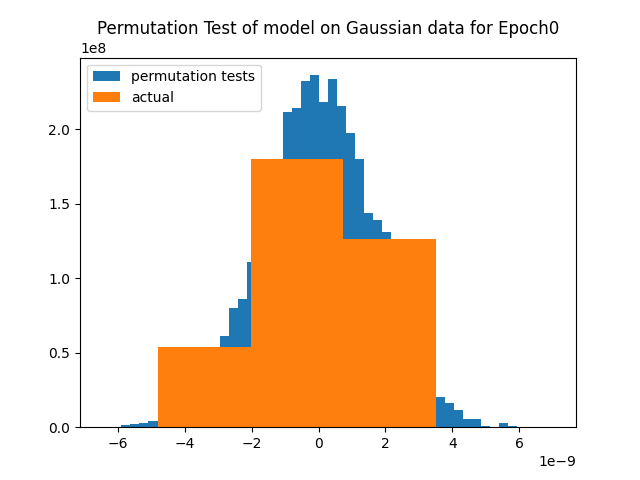 Permutation Test of model on Gaussian data for Epoch0
1e8
permutation tests
actual
2.0
1.5
1.0
0.5
0.0
−6 −4 −2 0 2 4 6
1e−9